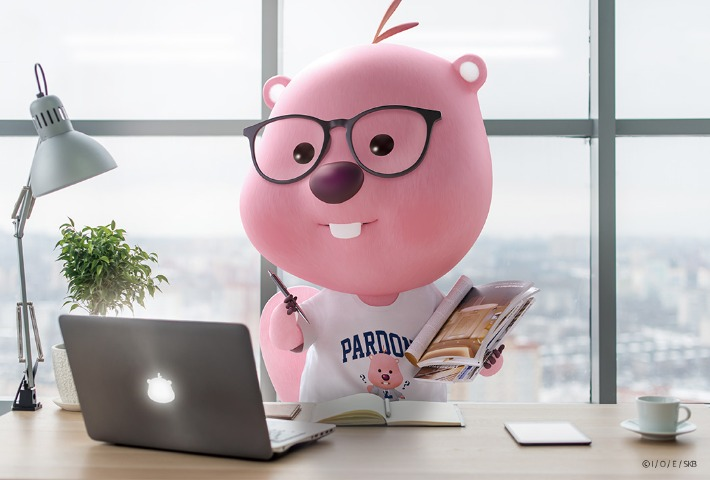 PARDON
© I / O / E / SKB